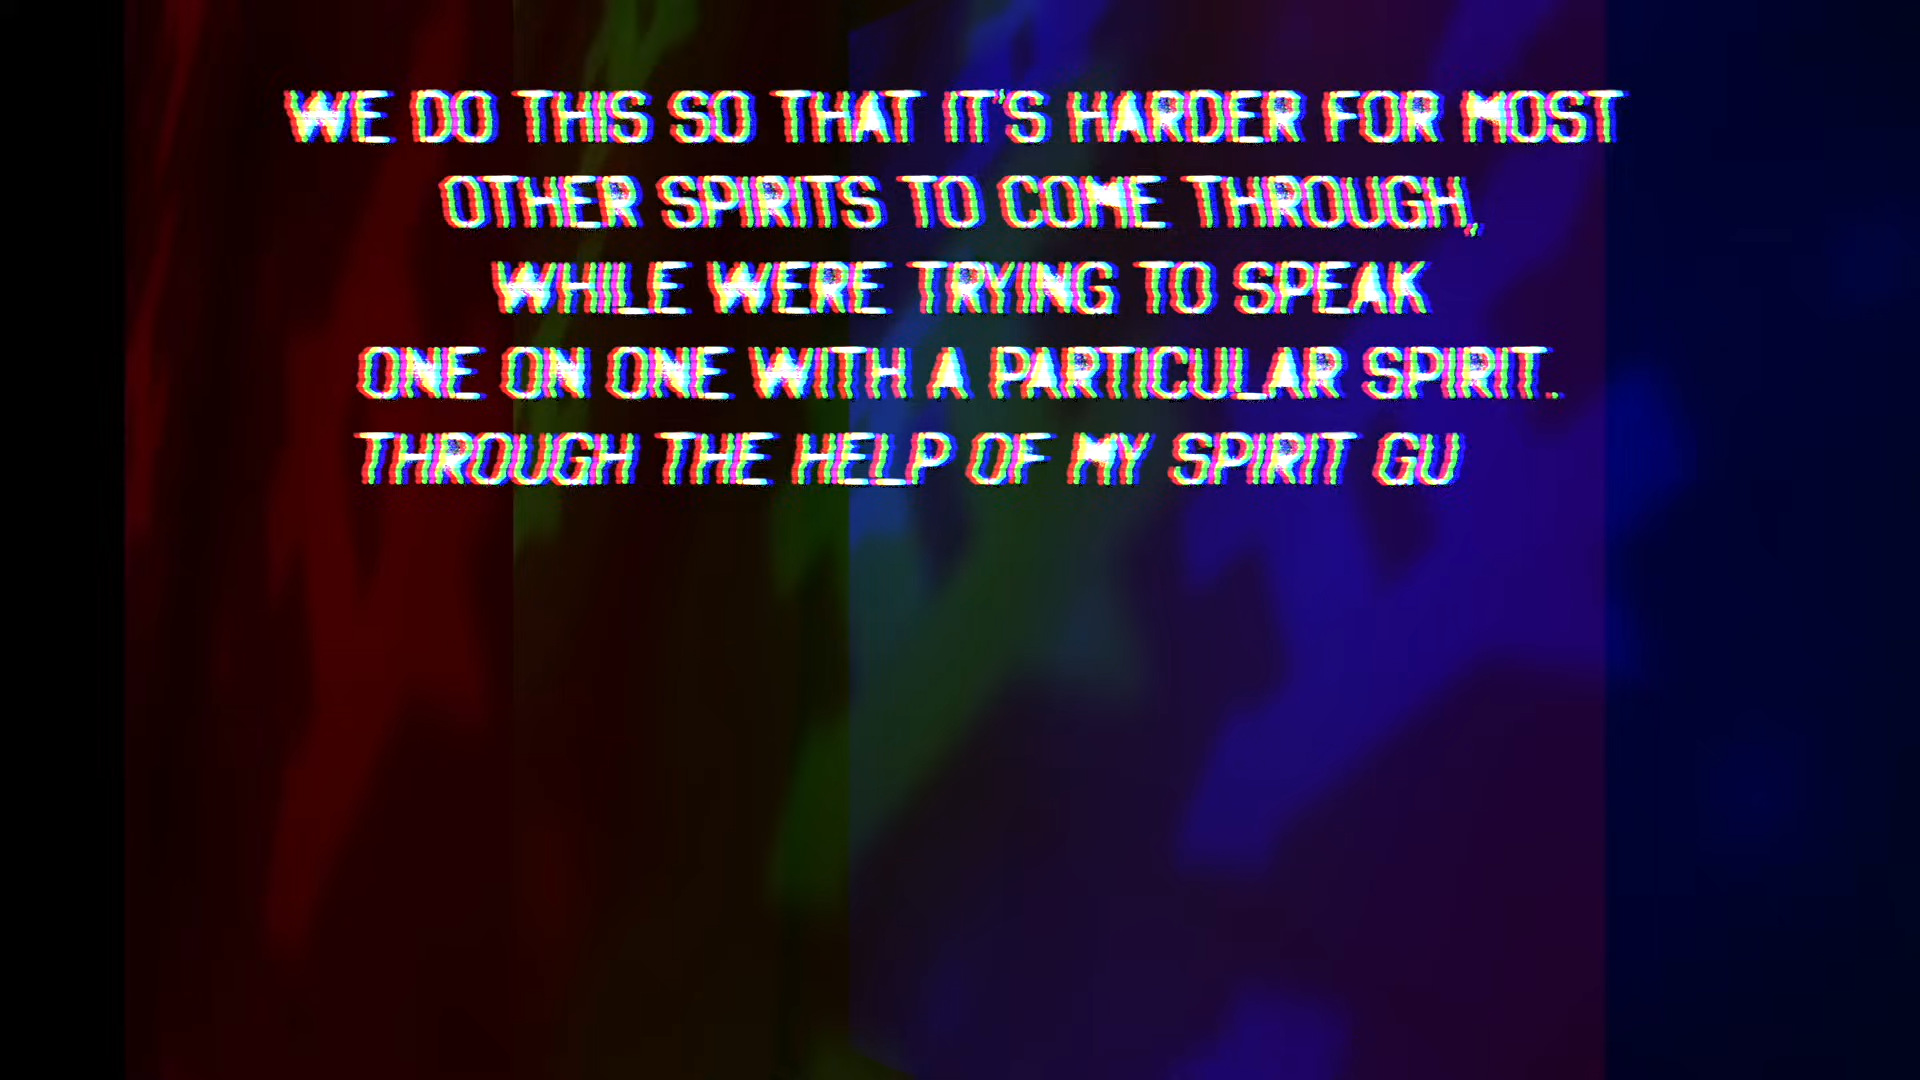 WE DO THIS SO THAT IT'S HARDER FOR MOST
OTHER SPIRITS TO COME THROUGH,
WHILE WERE TRYING TO SPEAK
ONE ON ONE WITH A PARTICULAR SPIRIT.
THROUGH THE HELP OF MY SPIRIT GU